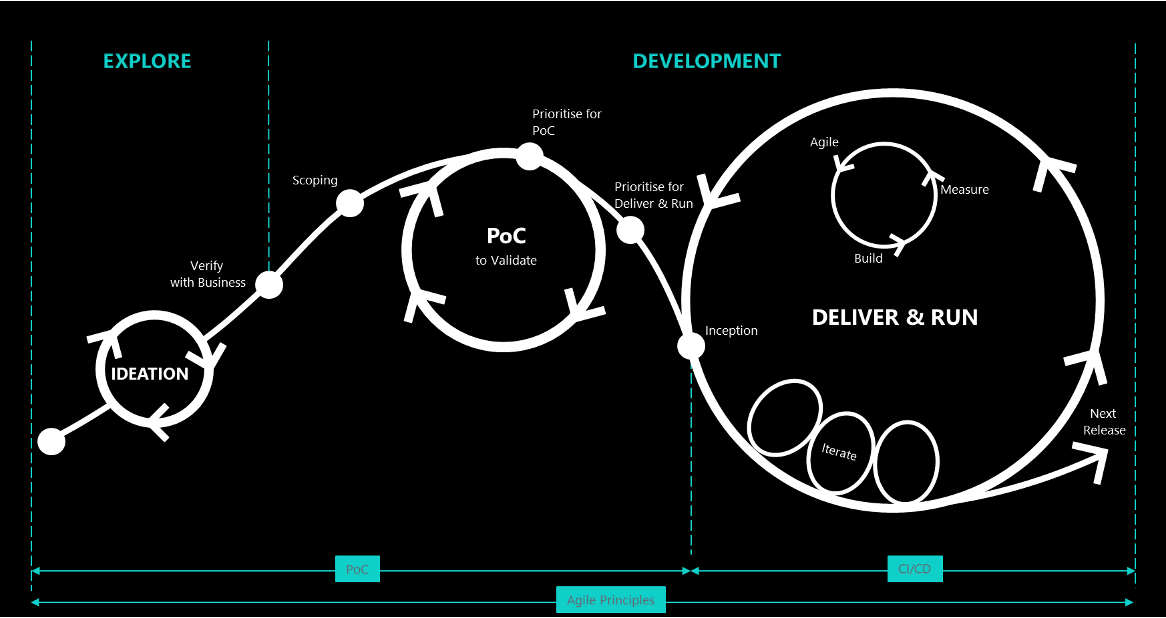 EXPLORE
DEVELOPMENT
Prioritise for
PoC
Agile
Scoping
Prioritise for
Deliver & Run
Measure
PoC
to Validate
Build
Verify
with Business
DELIVER & RUN
Inception
IDEATION
Next
Release
Iterate
PoC
CI/CD
Agile Principles